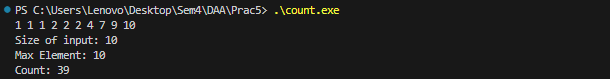 PS C:\Users\Lenovo\Desktop\Sem4\DAA\Prac5> .\count.exe
1 1 1 2 2 2 4 7 9 10
Size of input: 10
Max Element: 10
Count: 39